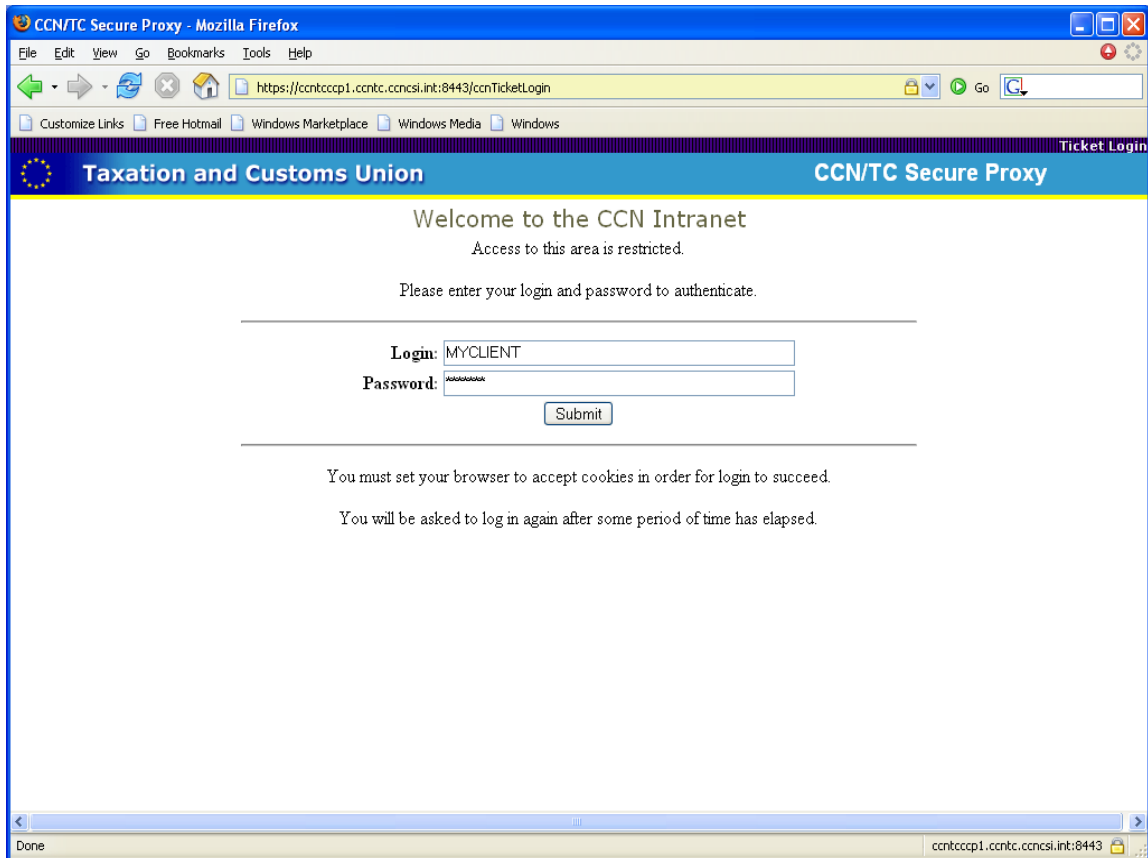 CCN/TC Secure Proxy - Mozilla Firefox
File Edit View Go Bookmarks Tools Help
https://ccntcccp1.ccntc.ccncsi.int:8443/ccnTicketLogin Go G
Customize Links Free Hotmail Windows Marketplace Windows Media Windows
Ticket Login
Taxation and Customs Union CCN/TC Secure Proxy
Welcome to the CCN Intranet
Access to this area is restricted.
Please enter your login and password to authenticate.
Login: MYCLIENT
Password: ********
Submit
You must set your browser to accept cookies in order for login to succeed.
You will be asked to log in again after some period of time has elapsed.
Done ccntcccp1.ccntc.ccncsi.int:8443